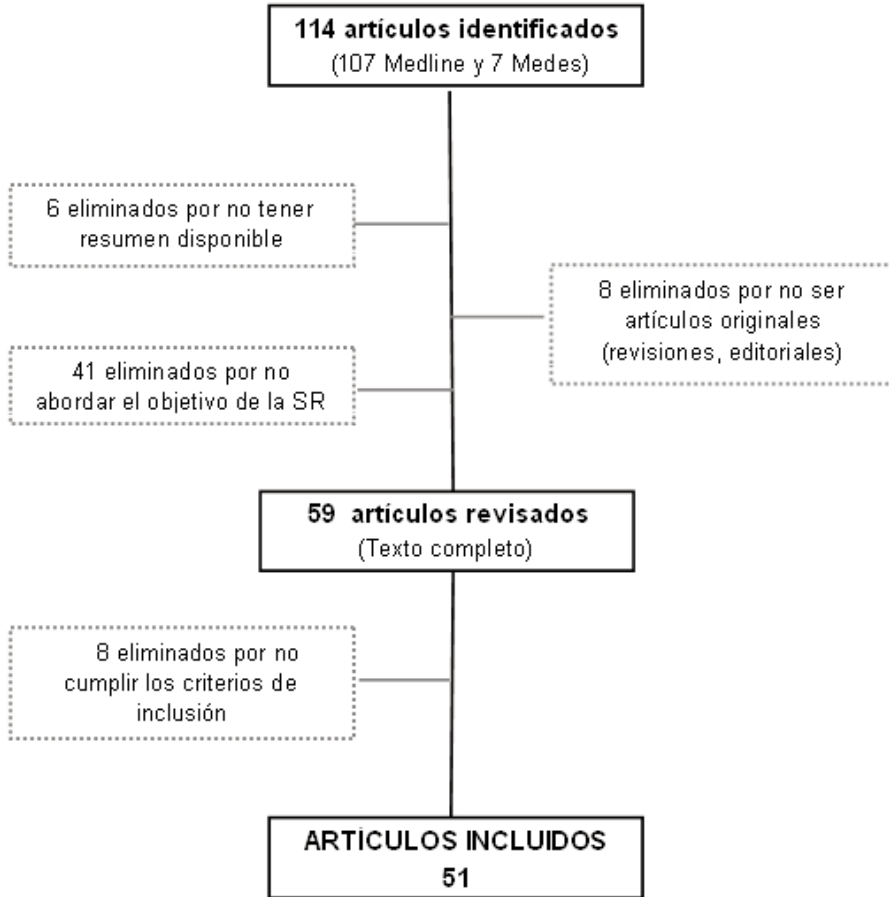 114 artículos identificados
(107 Medline y 7 Medes)
6 eliminados por no tener
resumen disponible
8 eliminados por no ser
artículos originales
(revisiones, editoriales)
41 eliminados por no
abordar el objetivo de la SR
59 artículos revisados
(Texto completo)
8 eliminados por no
cumplir los criterios de
inclusión
ARTÍCULOS INCLUIDOS
51